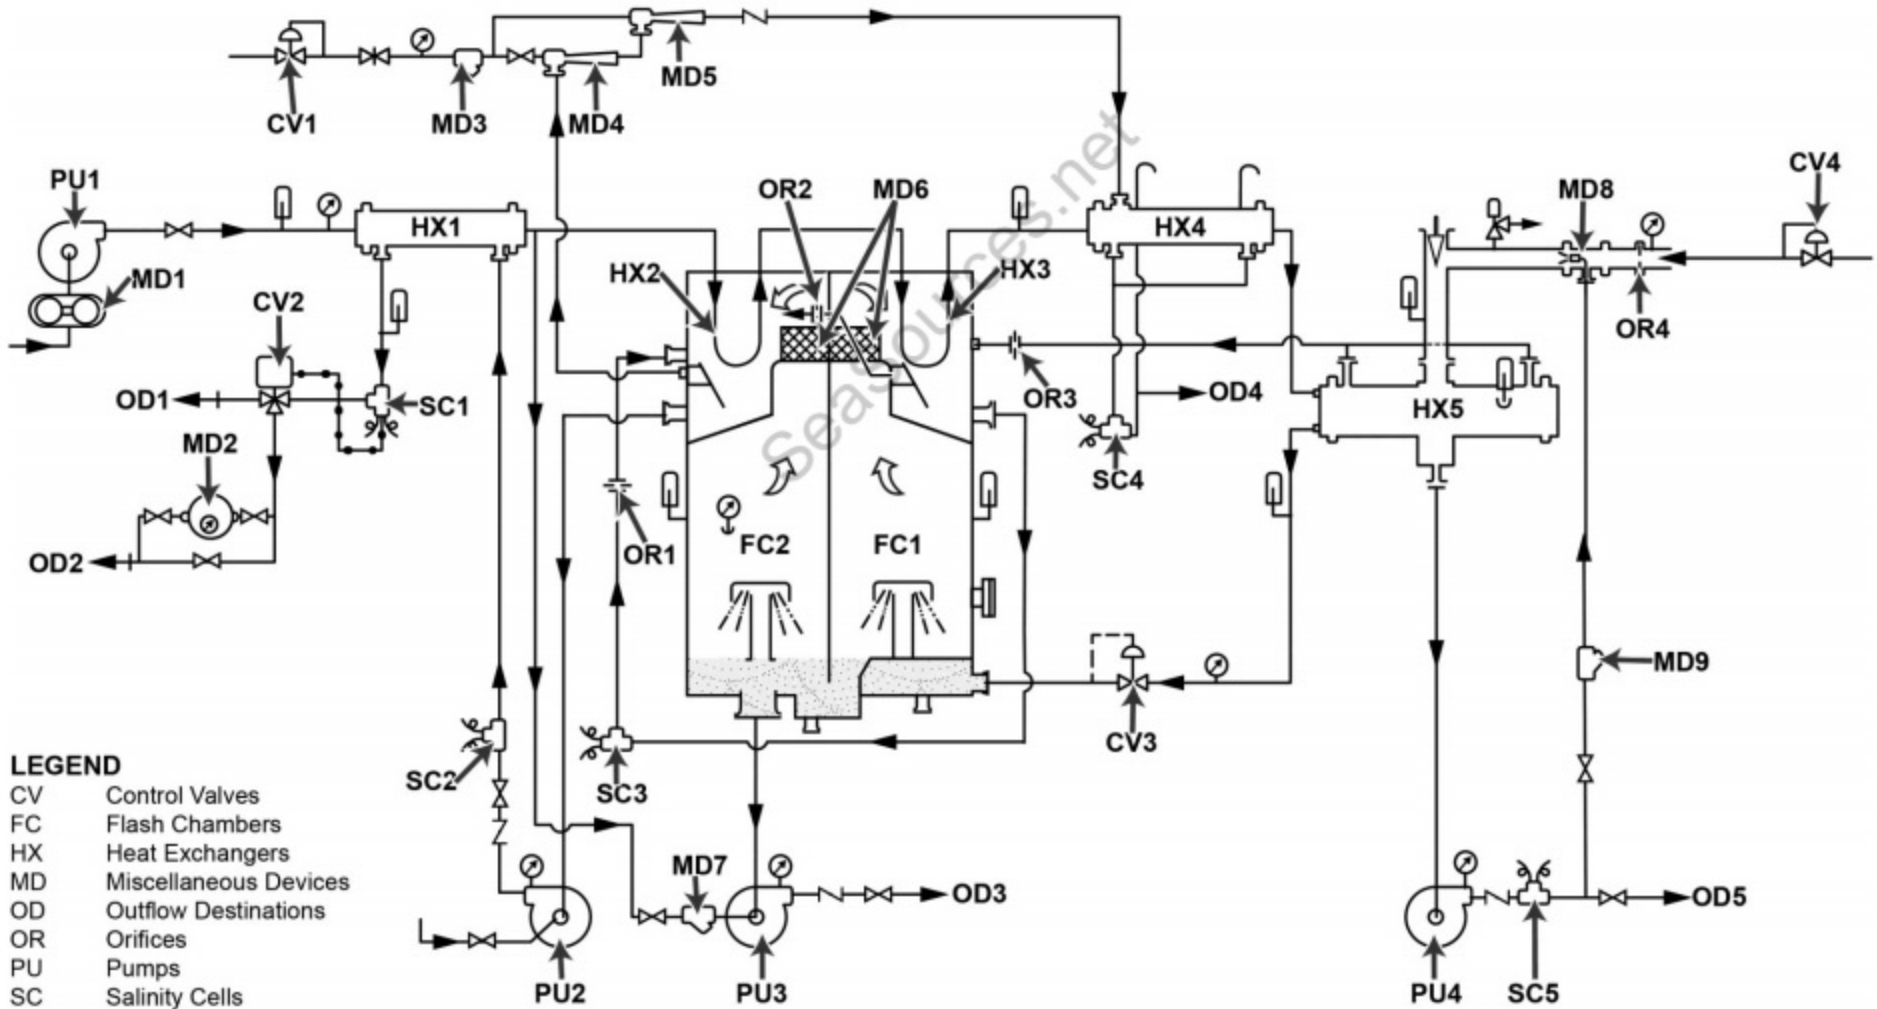 MD5
CV1
MD3
MD4
PU1
OR2
MD6
MD8
CV4
HX1
HX4
HX2
HX3
MD1
CV2
OR4
OD1
SC1
OR3
OD4
HX5
MD2
SC4
OR1
FC2
FC1
OD2
MD9
CV3
SC2
SC3
MD7
OD3
OD5
PU2
PU3
PU4
SC5
LEGEND
CV Control Valves
FC Flash Chambers
HX Heat Exchangers
MD Miscellaneous Devices
OD Outflow Destinations
OR Orifices
PU Pumps
SC Salinity Cells
Seasources.net